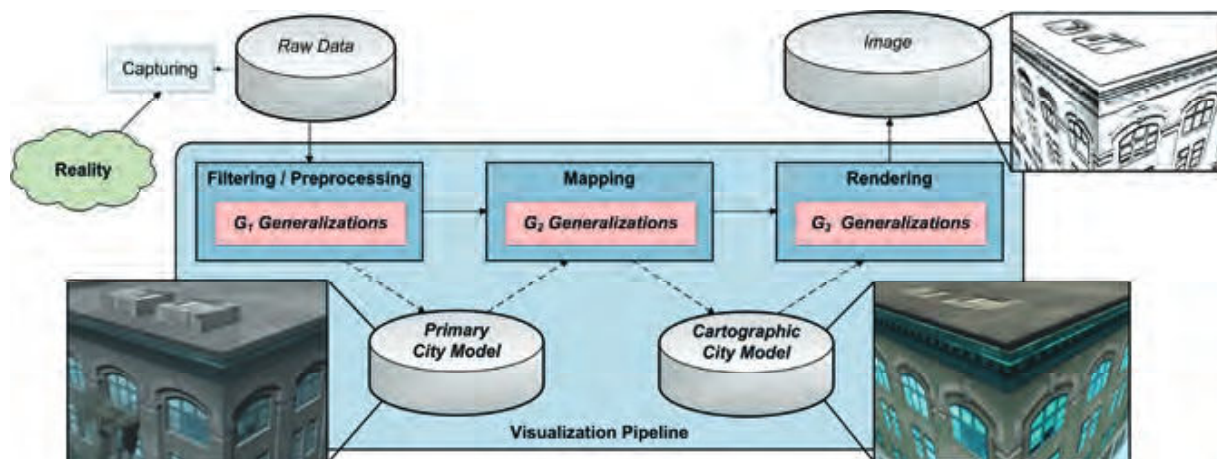 Raw Data
Image
Capturing
Reality
Filtering / Preprocessing
Mapping
Rendering
G₁ Generalizations
G₂ Generalizations
G₃ Generalizations
Primary
City Model
Cartographic
City Model
Visualization Pipeline